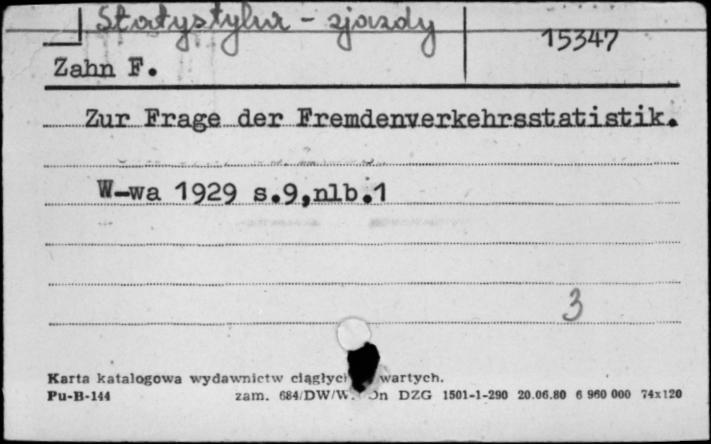 Statystyka - zjazdy
15347
Zahn F.
Zur Frage der Fremdenverkehrsstatistik.
W-wa 1929 s.9,nlb.1
3
Karta katalogowa wydawnictw ciągłych wartych.
Pu-B-144 zam. 684/DW/W. DZG 1501-1-290 20.06.80 6 960 000 74x120